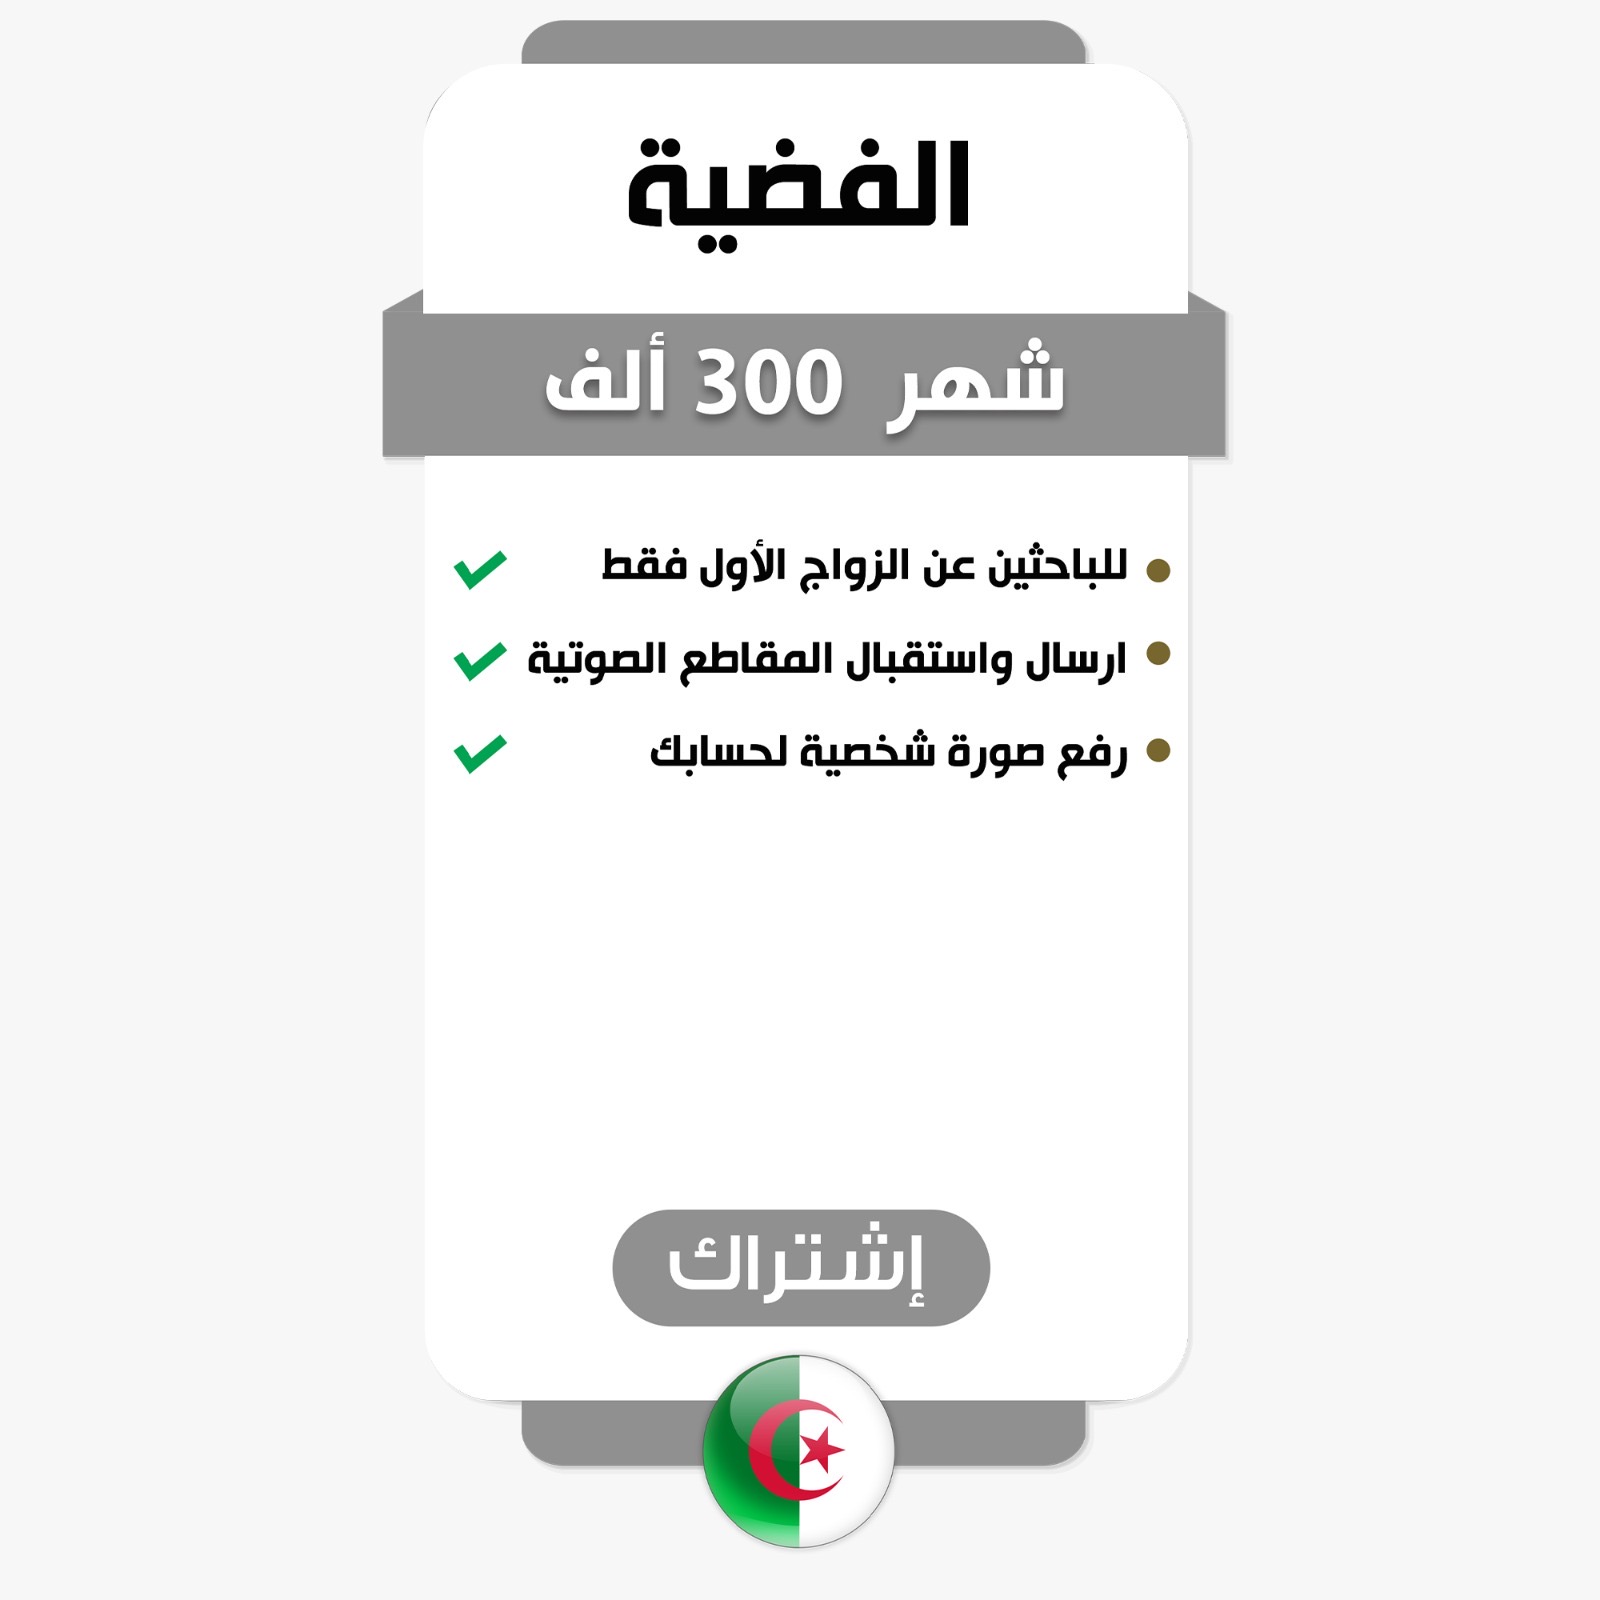 الفضية
شهر 300 ألف
للباحثين عن الزواج الأول فقط
ارسال واستقبال المقاطع الصوتية
رفع صورة شخصية لحسابك
إشتراك